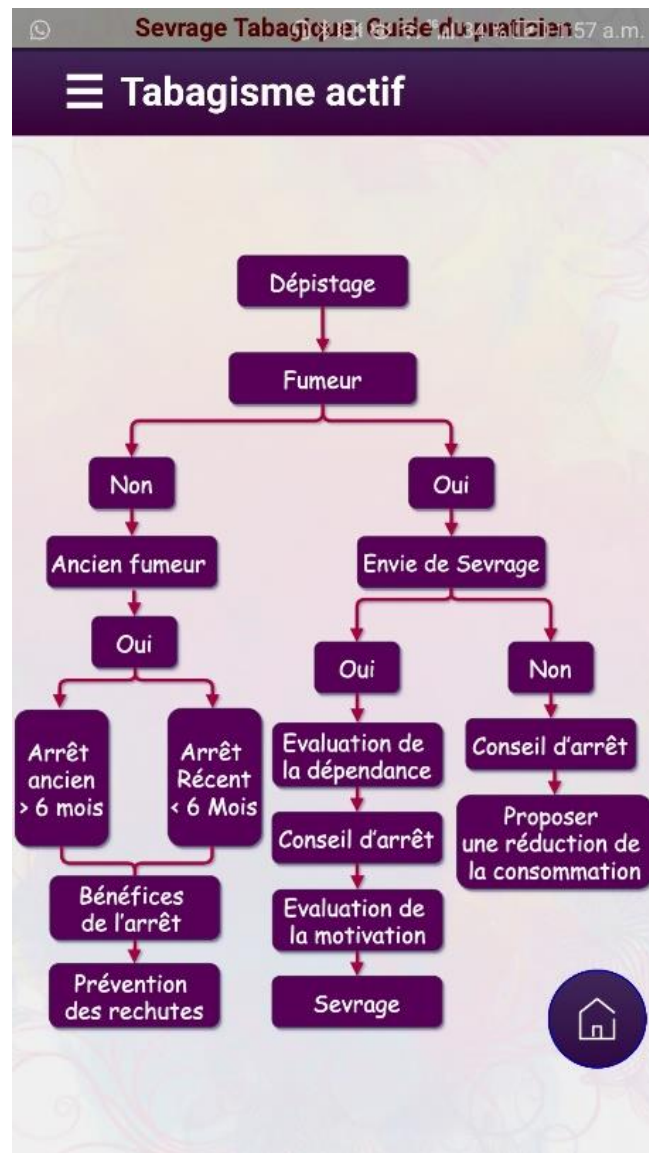 Sevrage Tabagique: Guide du praticien
57 a.m.
Tabagisme actif
Dépistage
Fumeur
Non
Oui
Ancien fumeur
Envie de Sevrage
Oui
Oui
Non
Arrêt
ancien
> 6 mois
Arrêt
Récent
< 6 Mois
Evaluation de
la dépendance
Conseil d'arrêt
Conseil d'arrêt
Proposer
une réduction de
la consommation
Bénéfices
de l'arrêt
Evaluation de
la motivation
Prévention
des rechutes
Sevrage